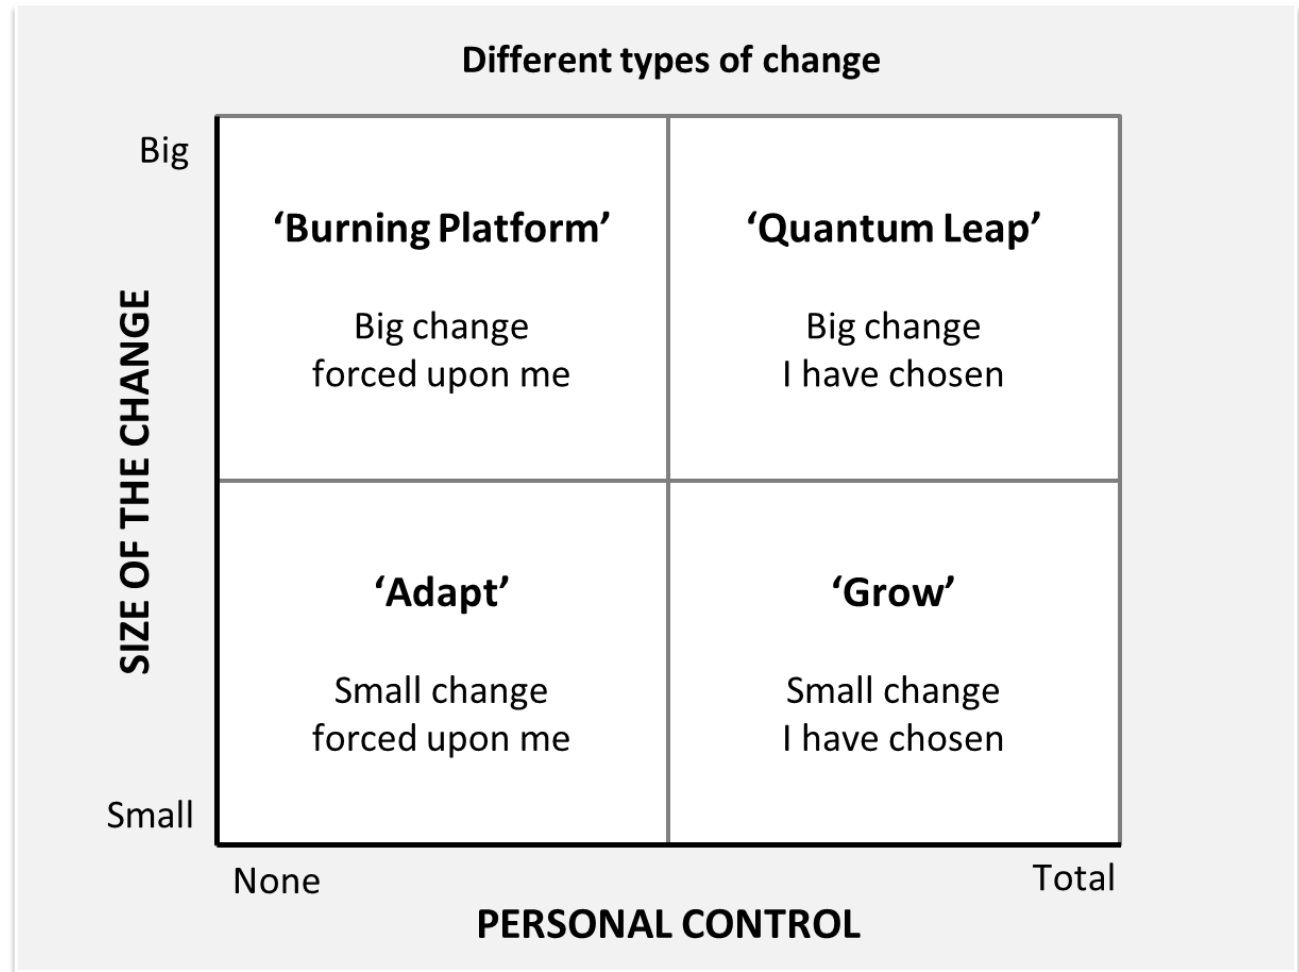 Different types of change
Big
‘Burning Platform’
Big change
forced upon me
‘Quantum Leap’
Big change
I have chosen
SIZE OF THE CHANGE
‘Adapt’
Small change
forced upon me
‘Grow’
Small change
I have chosen
Small
None
Total
PERSONAL CONTROL